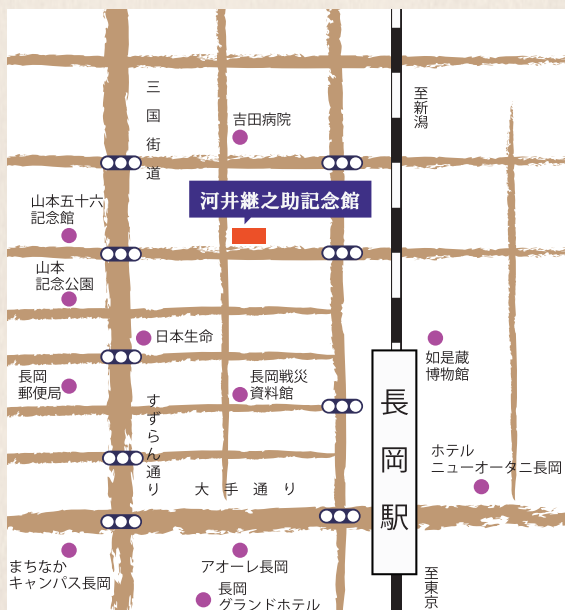 三国街道
至新潟
吉田病院
山本五十六
記念館
河井継之助記念館
山本
記念公園
日本生命
如是蔵
博物館
長岡
郵便局
長岡戦災
資料館
すずらん通り
長岡駅
ホテル
ニューオータニ長岡
大手通り
まちなか
キャンパス長岡
アオーレ長岡
長岡
グランドホテル
至東京